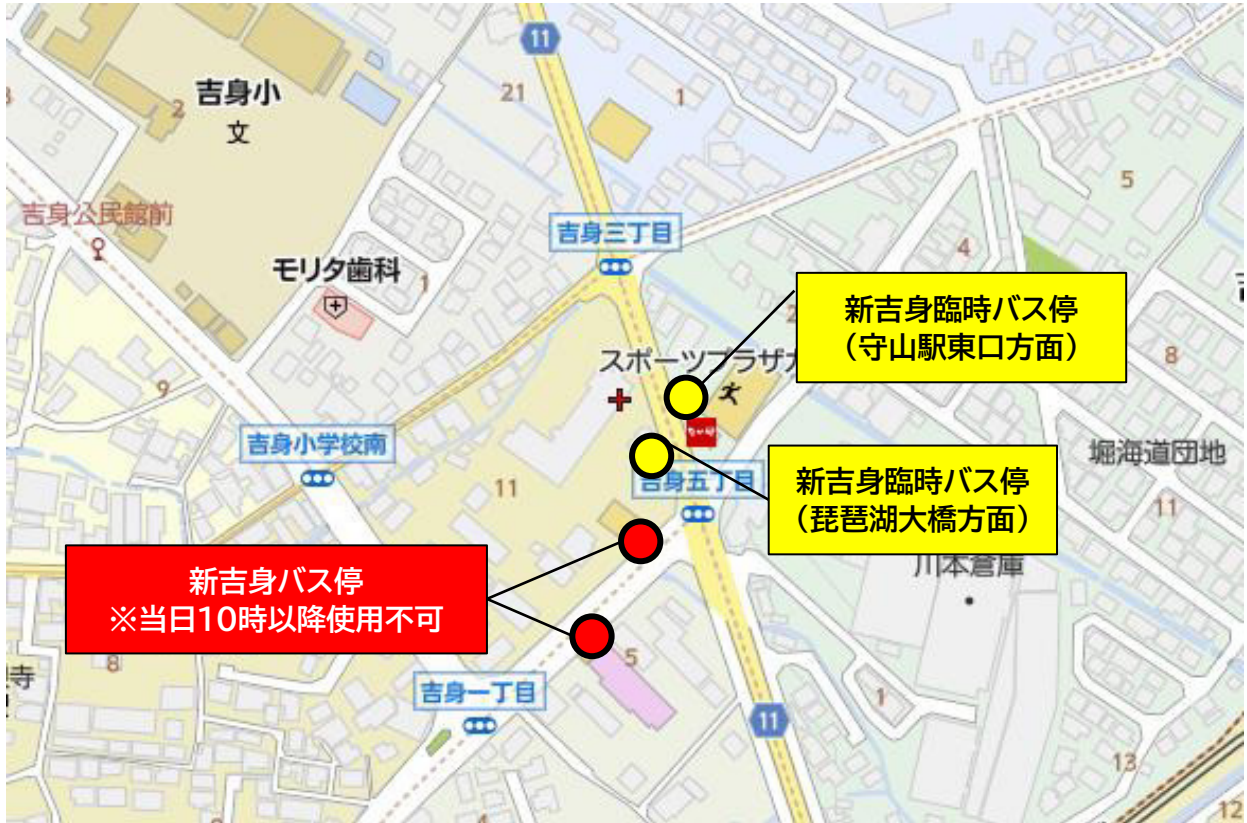 11
吉身小
文
2
21
1
吉身公民館前
吉身三丁目
5
モリタ歯科
1
4
新吉身臨時バス停
（守山駅東口方面）
2
スポーツプラザ
8
9
吉身小学校南
堀海道団地
11
吉身五丁目
新吉身臨時バス停
（琵琶湖大橋方面）
11
川本倉庫
新吉身バス停
※当日10時以降使用不可
5
8
寺
吉身一丁目
1
11
13
12
4